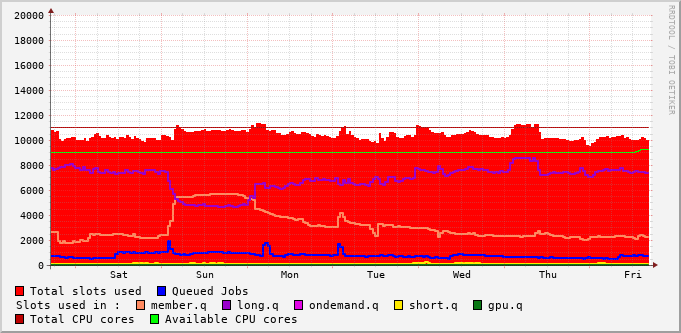 RRDTOOL / TOBI OETIKER
20000
18000
16000
14000
12000
10000
8000
6000
4000
2000
0
Sat Sun Mon Tue Wed Thu Fri
Total slots used Queued Jobs
Slots used in : member.q long.q ondemand.q short.q gpu.q
Total CPU cores Available CPU cores